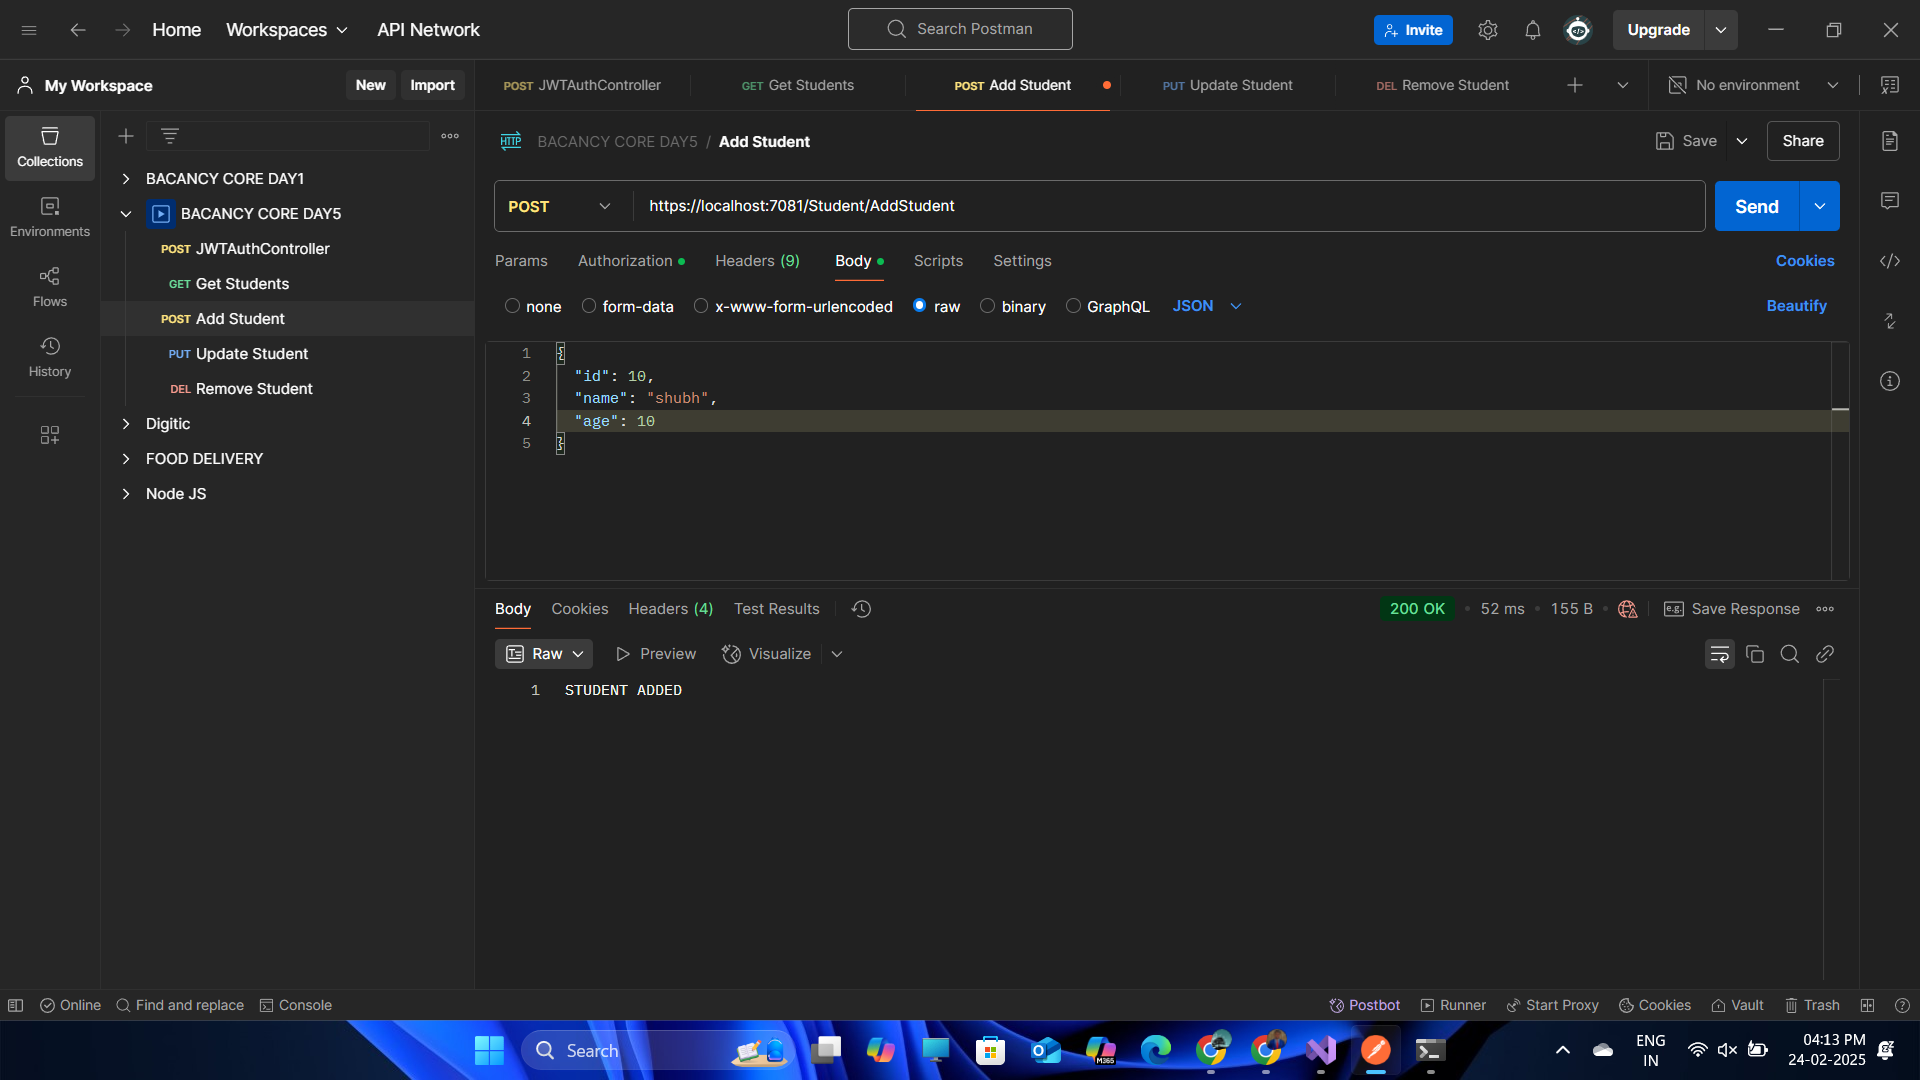 Home Workspaces API Network Search Postman Invite Upgrade
My Workspace New Import POST JWTAuthController GET Get Students POST Add Student PUT Update Student DEL Remove Student No environment
Collections
Environments
Flows
History
BACANCY CORE DAY1
BACANCY CORE DAY5
POST JWTAuthController
GET Get Students
POST Add Student
PUT Update Student
DEL Remove Student
Digitic
FOOD DELIVERY
Node JS
HTTP BACANCY CORE DAY5 / Add Student Save Share
POST https://localhost:7081/Student/AddStudent Send
Params Authorization Headers (9) Body Scripts Settings Cookies
none form-data x-www-form-urlencoded raw binary GraphQL JSON Beautify
1 {
2 "id": 10,
3 "name": "shubh",
4 "age": 10
5 }
Body Cookies Headers (4) Test Results 200 OK • 52 ms • 155 B • e.g. Save Response
Raw Preview Visualize
1 STUDENT ADDED
Online Find and replace Console Postbot Runner Start Proxy Cookies Vault Trash
Search M365 ENG IN 04:13 PM
24-02-2025